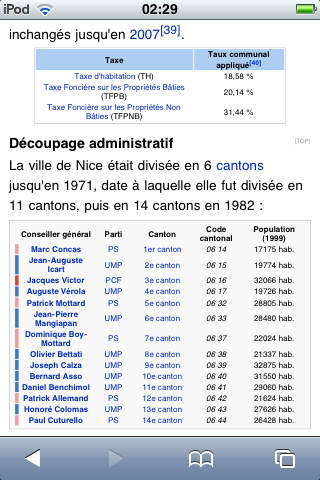 iPod 02:29
inchangés jusqu'en 2007[39].
Taxe Taux communal appliqué[40]
Taxe d'habitation (TH) 18,58 %
Taxe Foncière sur les Propriétés Bâties (TFPB) 20,14 %
Taxe Foncière sur les Propriétés Non Bâties (TFPNB) 31,44 %
Découpage administratif [TOP]
La ville de Nice était divisée en 6 cantons
jusqu'en 1971, date à laquelle elle fut divisée en
11 cantons, puis en 14 cantons en 1982 :
Conseiller général Parti Canton Code cantonal Population (1999)
Marc Concas PS 1er canton 06 14 17175 hab.
Jean-Auguste Icart UMP 2e canton 06 15 19774 hab.
Jacques Victor PCF 3e canton 06 16 32066 hab.
Auguste Vérola UMP 4e canton 06 17 19726 hab.
Patrick Mottard PS 5e canton 06 32 28805 hab.
Jean-Pierre Mangiapan UMP 6e canton 06 33 28480 hab.
Dominique Boy-Mottard PS 7e canton 06 37 22024 hab.
Olivier Bettati UMP 8e canton 06 38 21337 hab.
Joseph Calza UMP 9e canton 06 39 32875 hab.
Bernard Asso UMP 10e canton 06 40 31550 hab.
Daniel Benchimol UMP 11e canton 06 41 29060 hab.
Patrick Allemand PS 12e canton 06 42 21624 hab.
Honoré Colomas UMP 13e canton 06 43 27626 hab.
Paul Cuturello PS 14e canton 06 44 26428 hab.